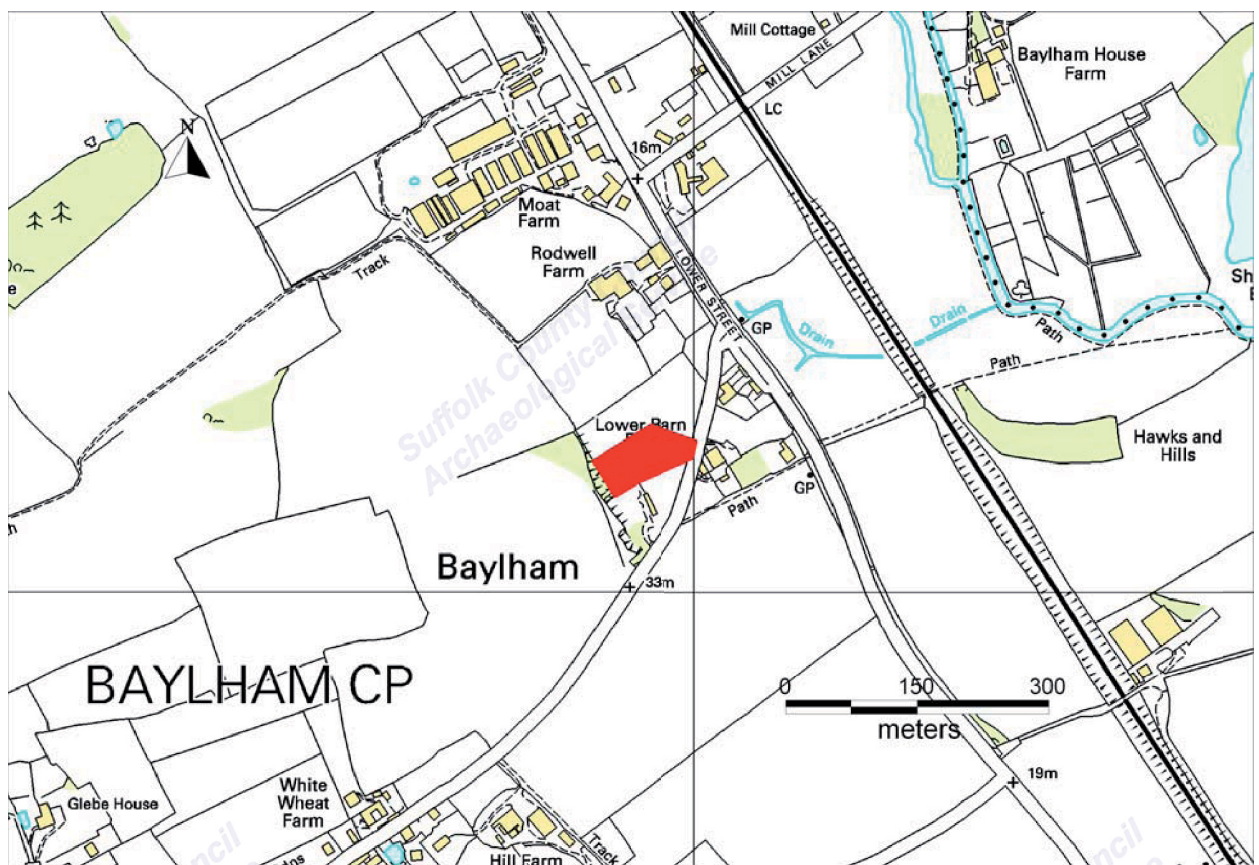 Mill Cottage
MILL LANE
Baylham House
Farm
LC
N
16m
Moat
Farm
Rodwell
Farm
Track
LOWER STREET
GP
Drain
Drain
Path
Path
Sh
Suffolk County
Archaeological
Lower Barn
Hawks and
Hills
GP
Path
Baylham
33m
BAYLHAM CP
0
150
300
meters
19m
White
Wheat
Farm
Glebe House
Hill Farm
Track